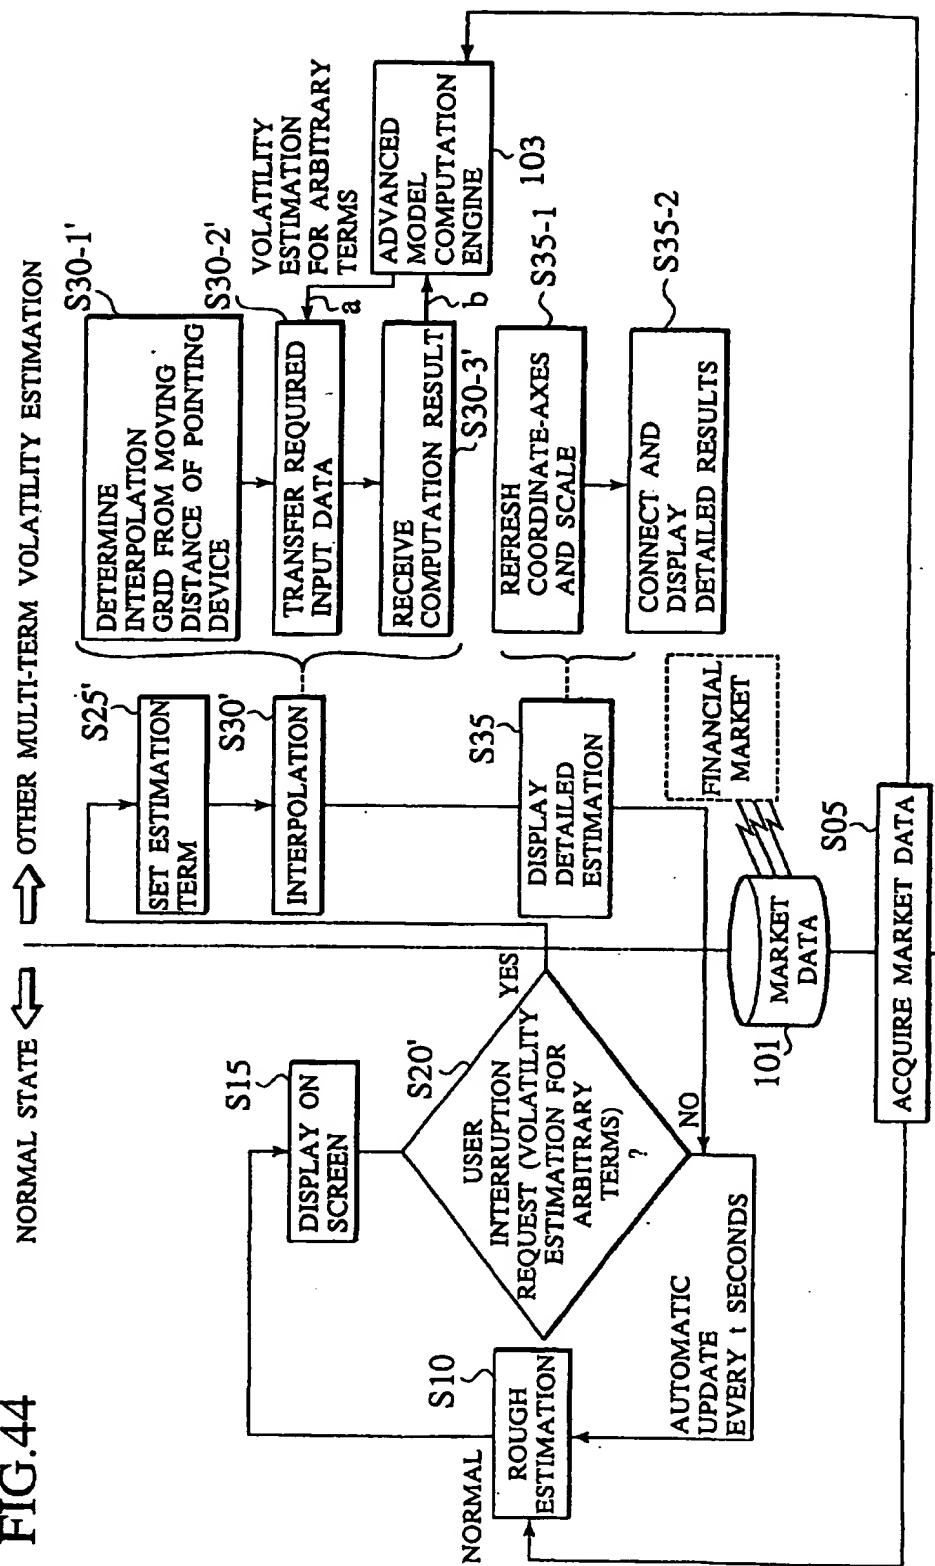 FIG.44
NORMAL STATE
OTHER MULTI-TERM VOLATILITY ESTIMATION
NORMAL
S10
ROUGH
ESTIMATION
S15
DISPLAY ON
SCREEN
S20'
USER
INTERRUPTION
REQUEST (VOLATILITY
ESTIMATION FOR
ARBITRARY
TERMS)
?
YES
NO
AUTOMATIC
UPDATE
EVERY t SECONDS
S25'
SET ESTIMATION
TERM
S30'
INTERPOLATION
S35
DISPLAY
DETAILED
ESTIMATION
S30-1'
DETERMINE
INTERPOLATION
GRID FROM MOVING
DISTANCE OF POINTING
DEVICE
S30-2'
TRANSFER REQUIRED
INPUT DATA
RECEIVE
COMPUTATION RESULT
S30-3'
VOLATILITY
ESTIMATION
FOR ARBITRARY
TERMS
a
b
ADVANCED
MODEL
COMPUTATION
ENGINE
103
REFRESH
COORDINATE-AXES
AND SCALE
S35-1
CONNECT AND
DISPLAY
DETAILED RESULTS
S35-2
FINANCIAL
MARKET
MARKET
DATA
101
S05
ACQUIRE MARKET DATA